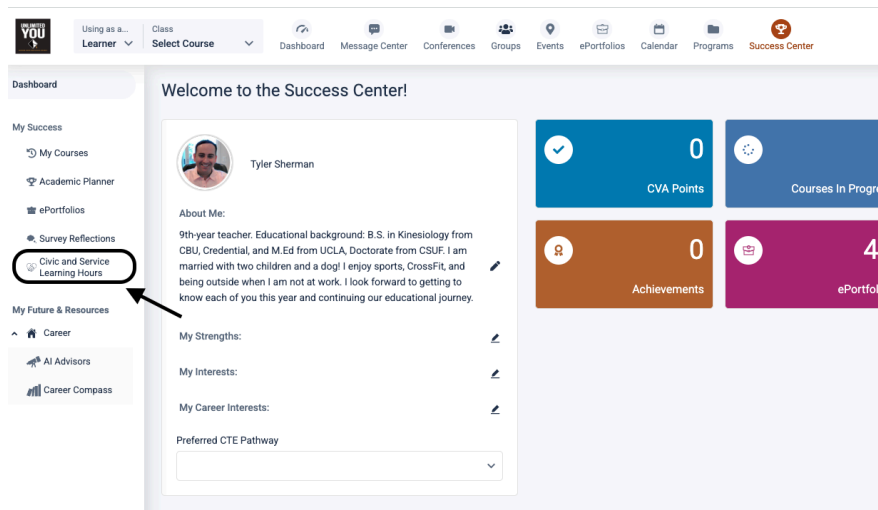 UNLIMITED
YOU
Using as a...
Learner
Class
Select Course
Dashboard
Message Center
Conferences
Groups
Events
ePortfolios
Calendar
Programs
Success Center
Dashboard
My Success
My Courses
Academic Planner
ePortfolios
Survey Reflections
Civic and Service
Learning Hours
My Future & Resources
Career
AI Advisors
Career Compass
Welcome to the Success Center!
Tyler Sherman
About Me:
9th-year teacher. Educational background: B.S. in Kinesiology from
CBU, Credential, and M.Ed from UCLA, Doctorate from CSUF. I am
married with two children and a dog! I enjoy sports, CrossFit, and
being outside when I am not at work. I look forward to getting to
know each of you this year and continuing our educational journey.
My Strengths:
My Interests:
My Career Interests:
Preferred CTE Pathway
0
CVA Points
Courses In Progre
0
Achievements
4
ePortfol